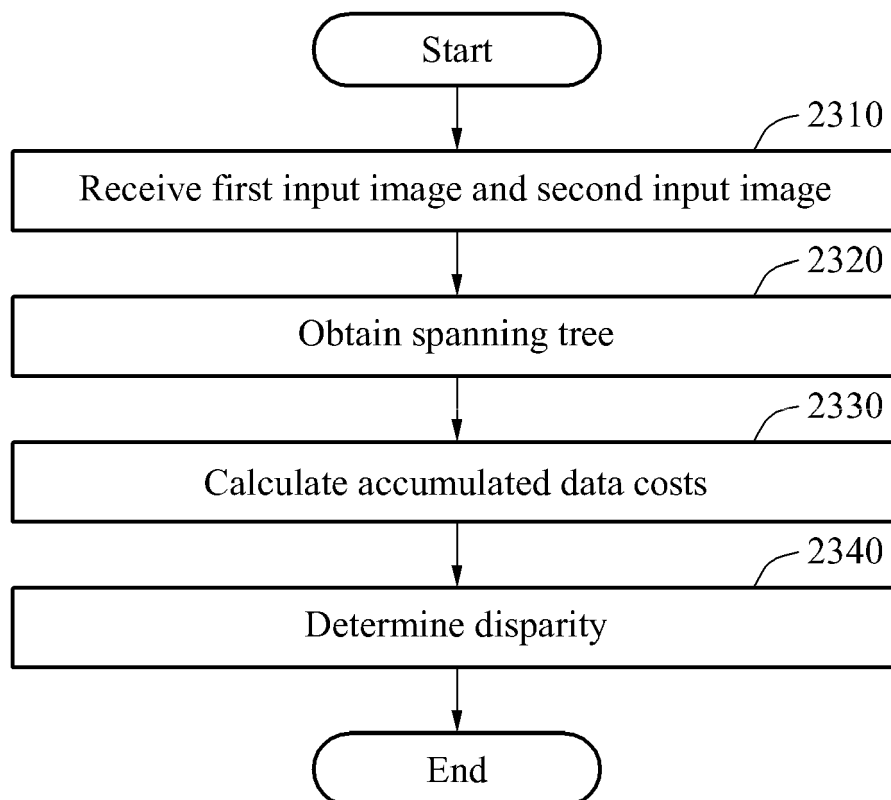 Start
2310
Receive first input image and second input image
2320
Obtain spanning tree
2330
Calculate accumulated data costs
2340
Determine disparity
End